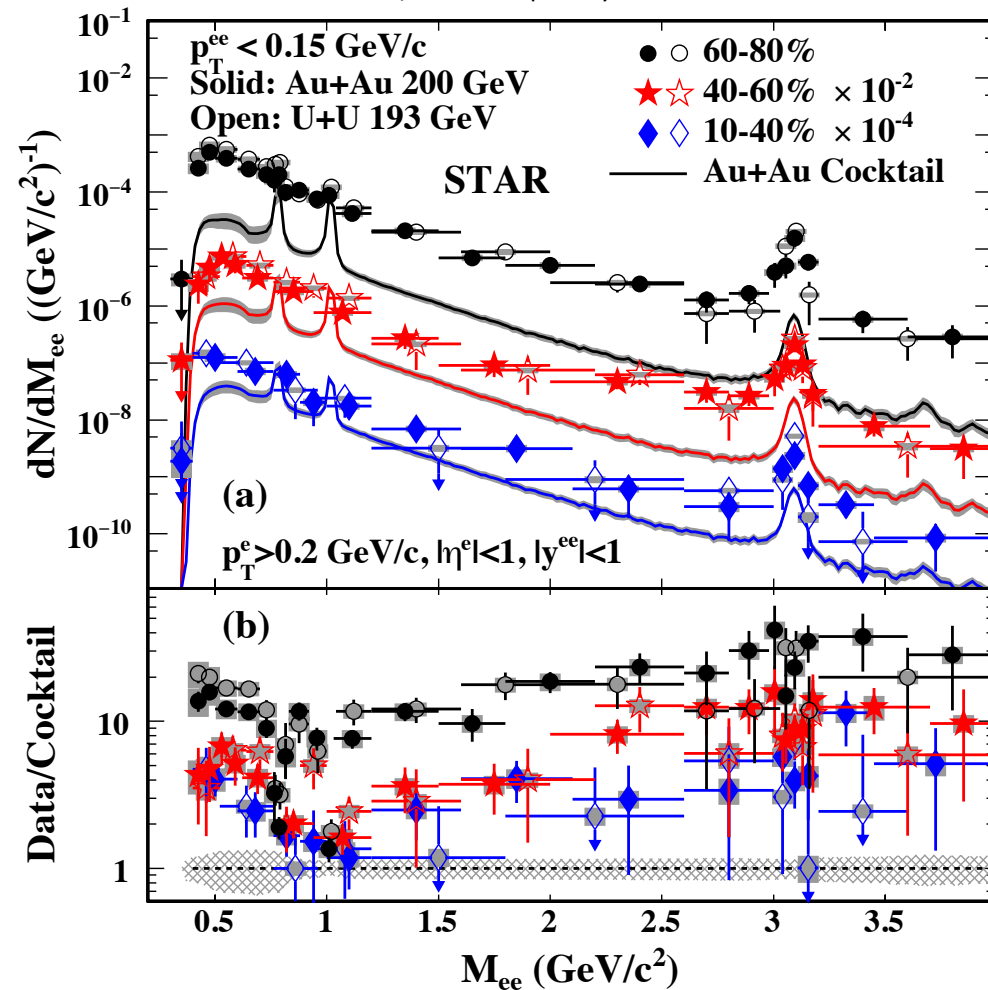 10⁻¹
p_T^ee < 0.15 GeV/c
60-80%
10⁻²
Solid: Au+Au 200 GeV
40-60% × 10⁻²
Open: U+U 193 GeV
10-40% × 10⁻⁴
10⁻⁴
STAR
Au+Au Cocktail
dN/dM_ee ((GeV/c²)⁻¹
10⁻⁶
10⁻⁸
(a)
10⁻¹⁰
p_T^e>0.2 GeV/c, |η^e|<1, |y^ee|<1
(b)
Data/Cocktail
10
1
0.5 1 1.5 2 2.5 3 3.5
M_ee (GeV/c²)